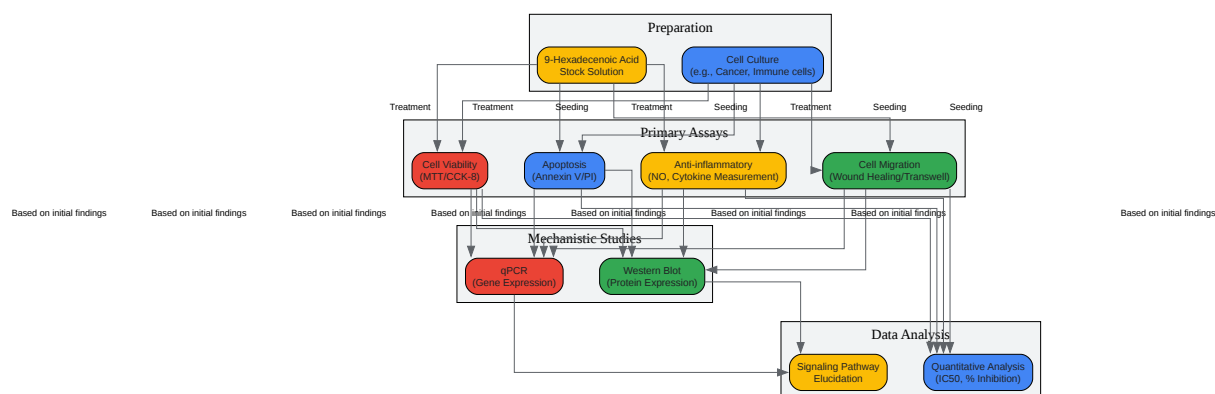 Preparation
9-Hexadecenoic Acid
Stock Solution
Cell Culture
(e.g., Cancer, Immune cells)
Treatment
Treatment
Seeding
Treatment
Seeding
Treatment
Seeding
Seeding
Primary Assays
Cell Viability
(MTT/CCK-8)
Apoptosis
(Annexin V/PI)
Anti-inflammatory
(NO, Cytokine Measurement)
Cell Migration
(Wound Healing/Transwell)
Based on initial findings
Based on initial findings
Based on initial findings
Based on initial findings
Based on initial findings
Based on initial findings
Based on initial findings
Based on initial findings
Mechanistic Studies
qPCR
(Gene Expression)
Western Blot
(Protein Expression)
Data Analysis
Signaling Pathway
Elucidation
Quantitative Analysis
(IC50, % Inhibition)